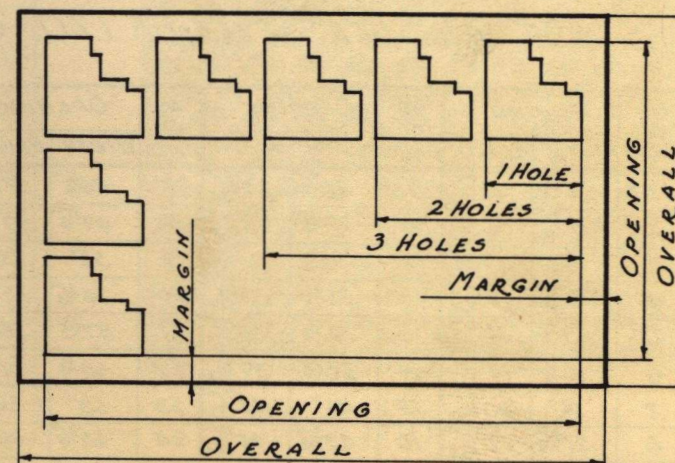 1 HOLE
2 HOLES
3 HOLES
MARGIN
MARGIN
OPENING
OVERALL
OPENING
OVERALL